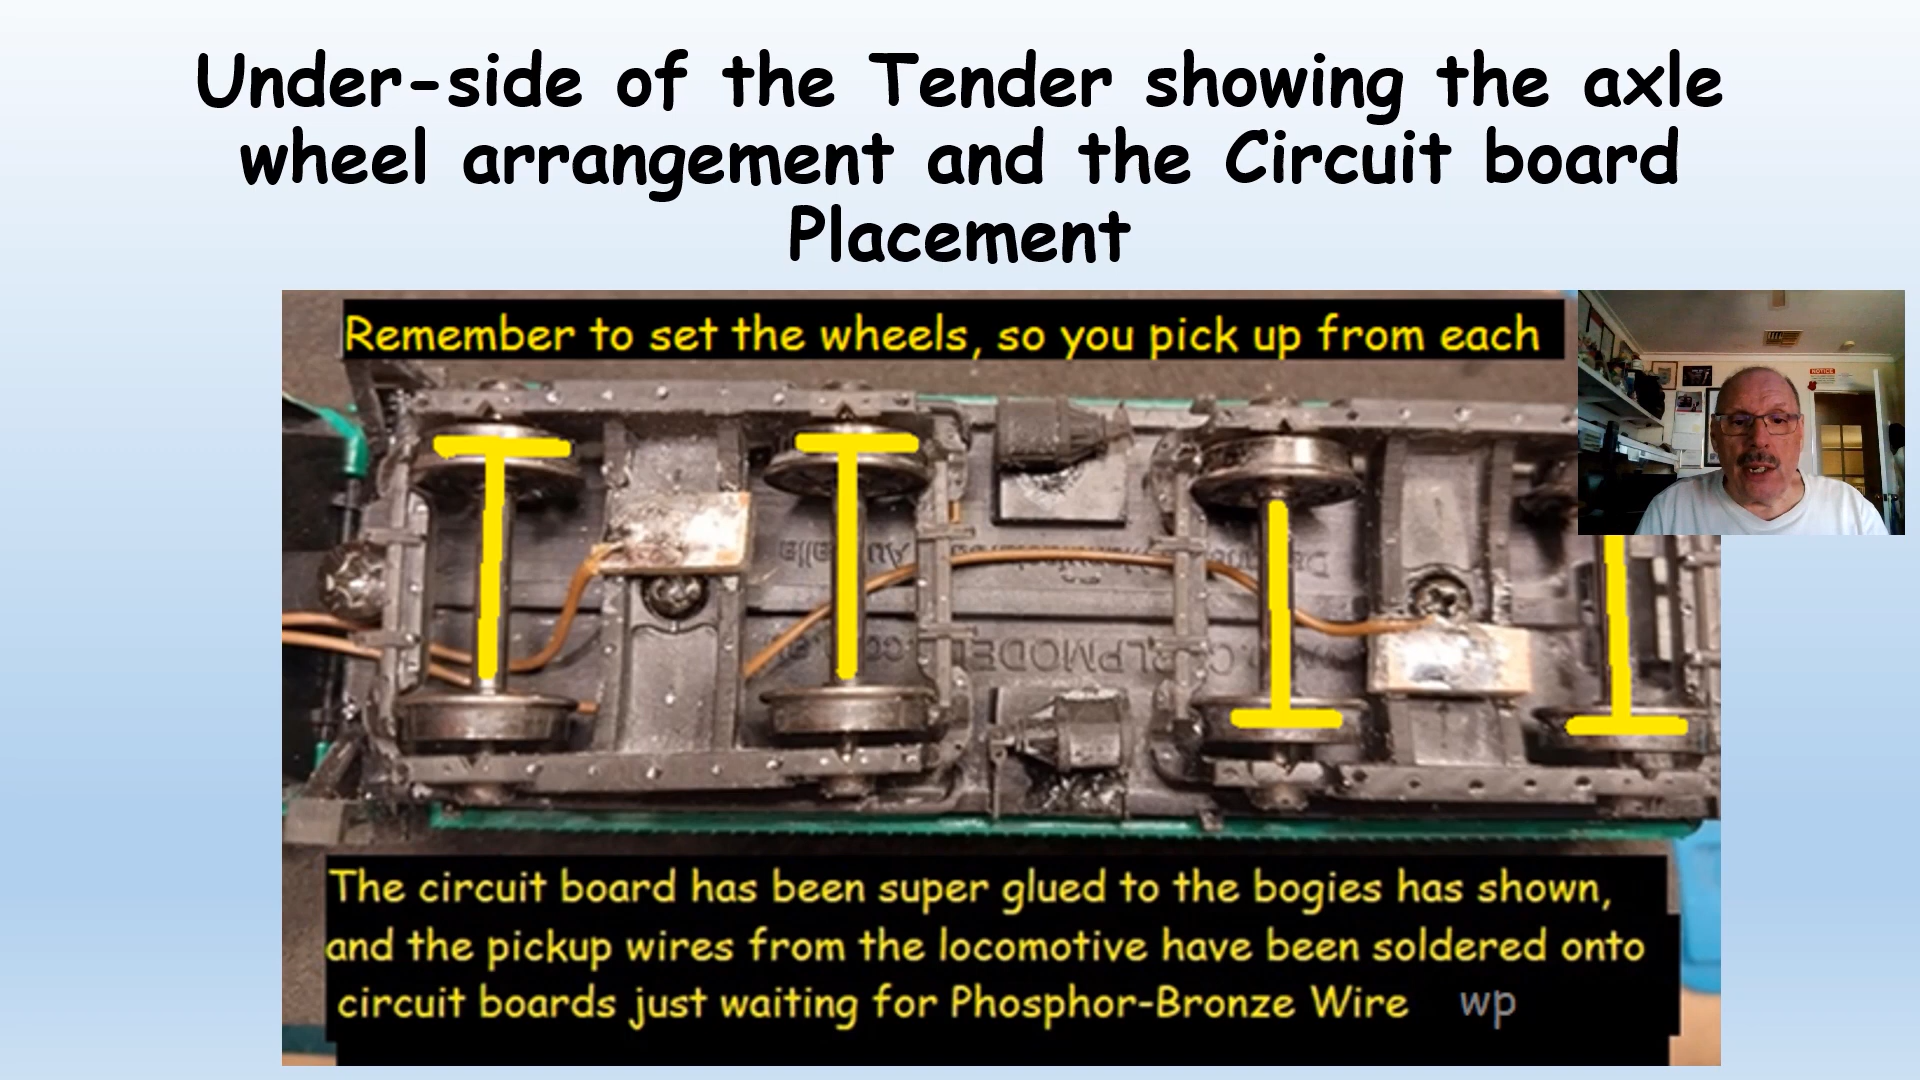 Under-side of the Tender showing the axle
wheel arrangement and the Circuit board
Placement
Remember to set the wheels, so you pick up from each
NOTICE
The circuit board has been super glued to the bogies has shown,
and the pickup wires from the locomotive have been soldered onto
circuit boards just waiting for Phosphor-Bronze Wire wp